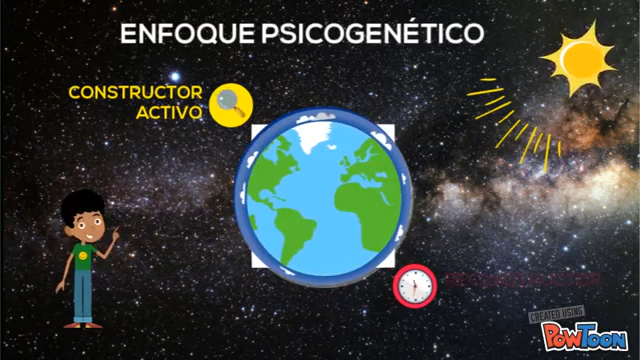 ENFOQUE PSICOGENÉTICO
CONSTRUCTOR
ACTIVO
CREATED USING
POWTOON